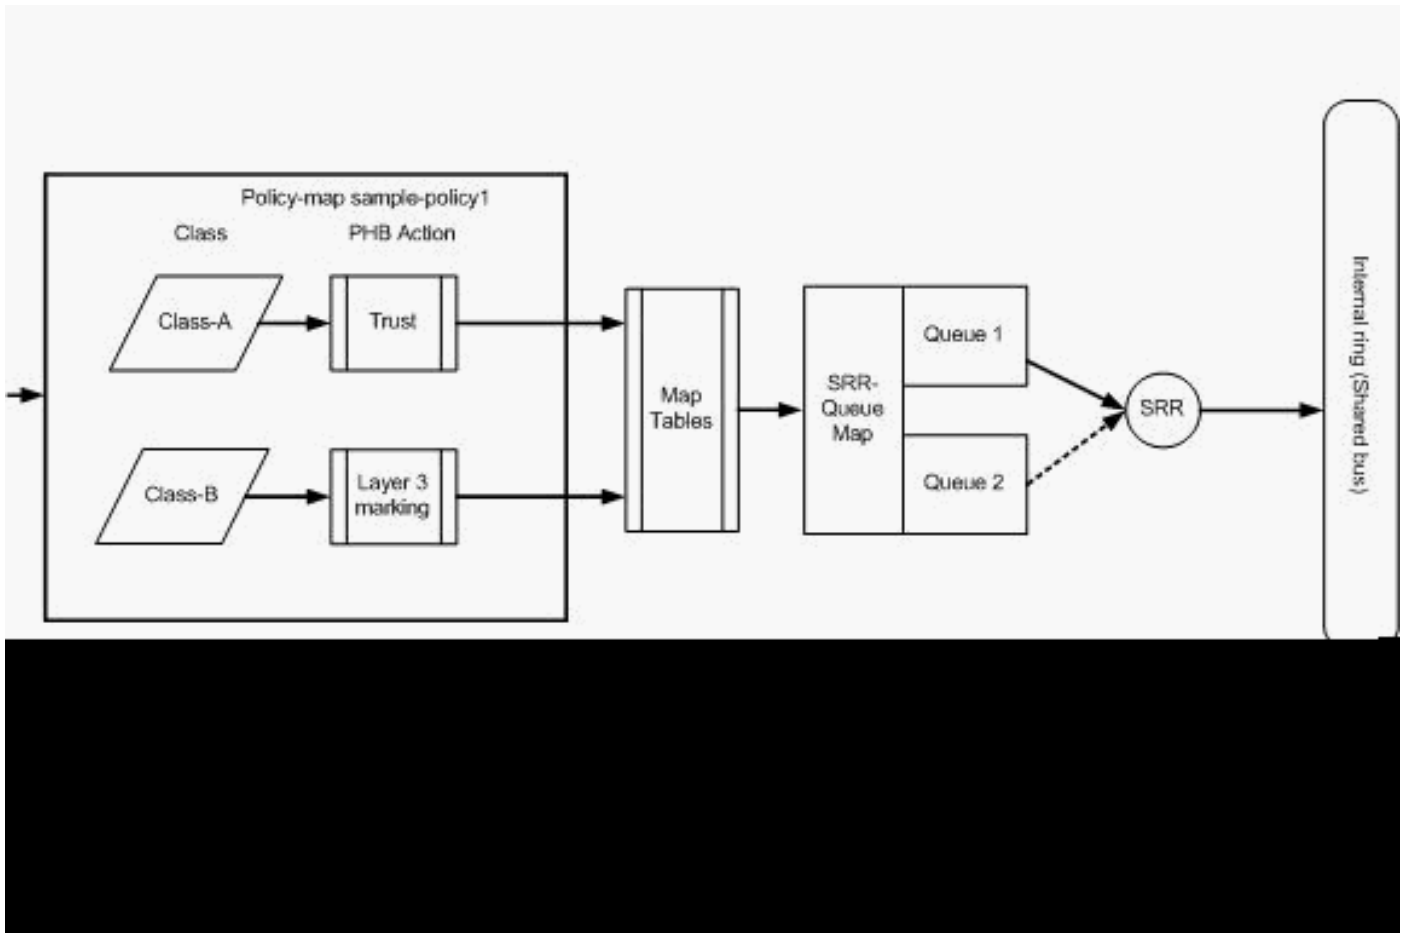 Policy-map sample-policy1
Class
PHB Action
Class-A
Trust
Class-B
Layer 3
marking
Map
Tables
SRR-
Queue
Map
Queue 1
Queue 2
SRR
Internal ring (Shared bus)